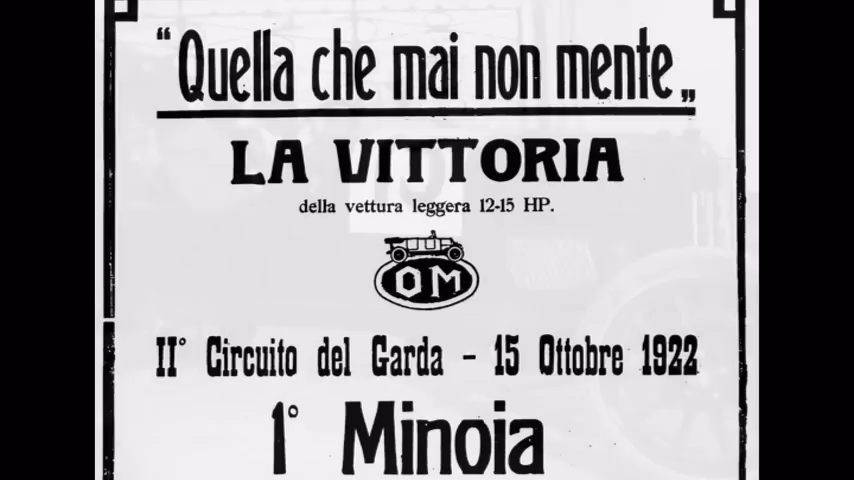 “Quella che mai non mente„
LA VITTORIA
della vettura leggera 12-15 HP.
OM
II° Circuito del Garda - 15 Ottobre 1922
1° Minoia